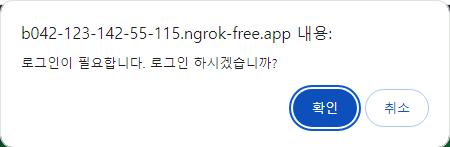 b042-123-142-55-115.ngrok-free.app 내용:
로그인이 필요합니다. 로그인 하시겠습니까?
확인 취소